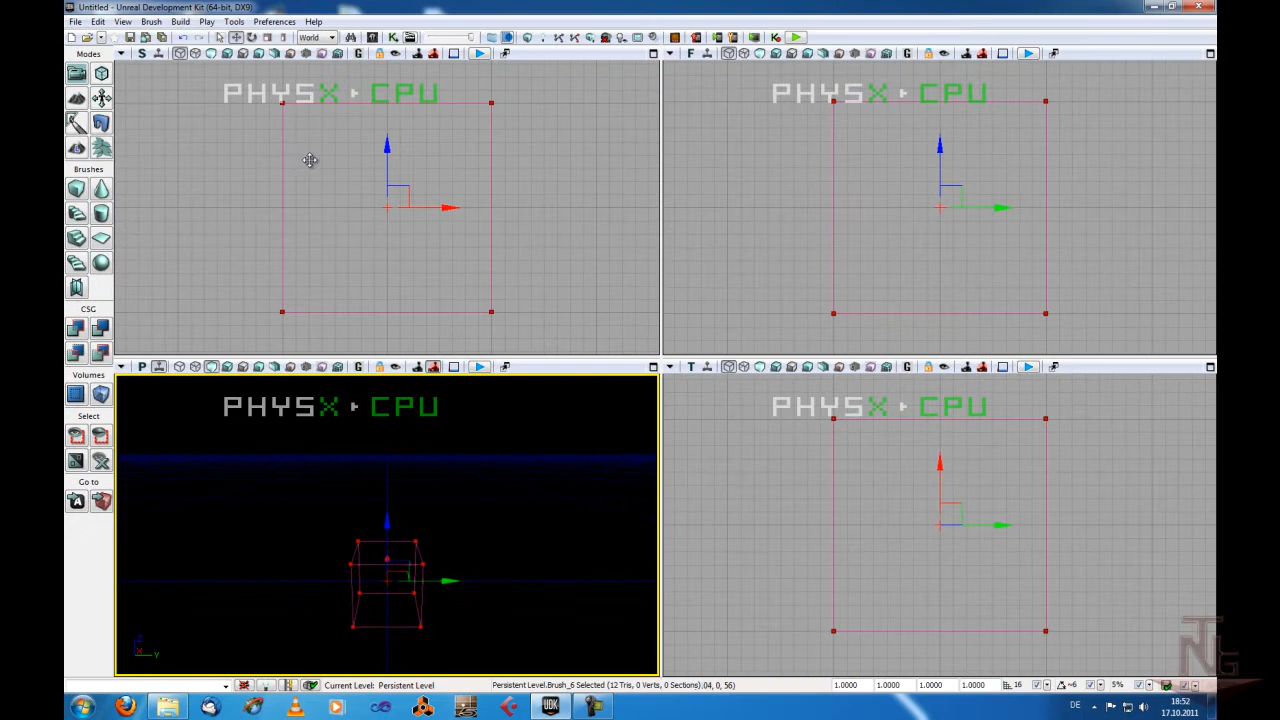 Untitled - Unreal Development Kit (64-bit, DX9)
File Edit View Brush Build Play Tools Preferences Help
World
Modes
S G
F G
PHYSX ▸ CPU
PHYSX ▸ CPU
Brushes
CSG
Volumes
Select
Go to
P G
T G
PHYSX ▸ CPU
PHYSX ▸ CPU
Z
X Y
Current Level: Persistent Level
Persistent Level.Brush_6 Selected (12 Tris, 0 Verts, 0 Sections).04, 0, 56)
1.0000 1.0000 1.0000 1.0000
16
~6
5%
UDK
DE
18:52
17.10.2011